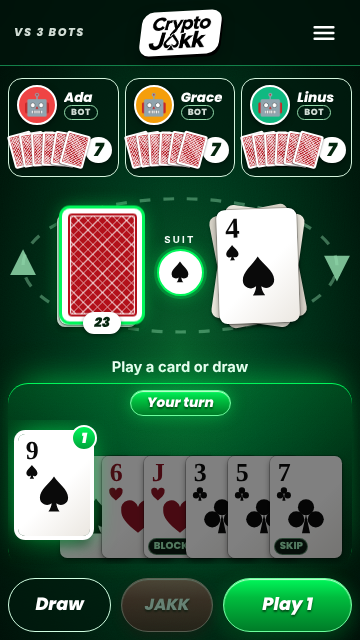 VS 3 BOTS
Crypto
Jakk
Ada
BOT
7
Grace
BOT
7
Linus
BOT
7
SUIT
4
23
Play a card or draw
Your turn
9
1
6
J
BLOCK
3
5
7
SKIP
Draw
JAKK
Play 1